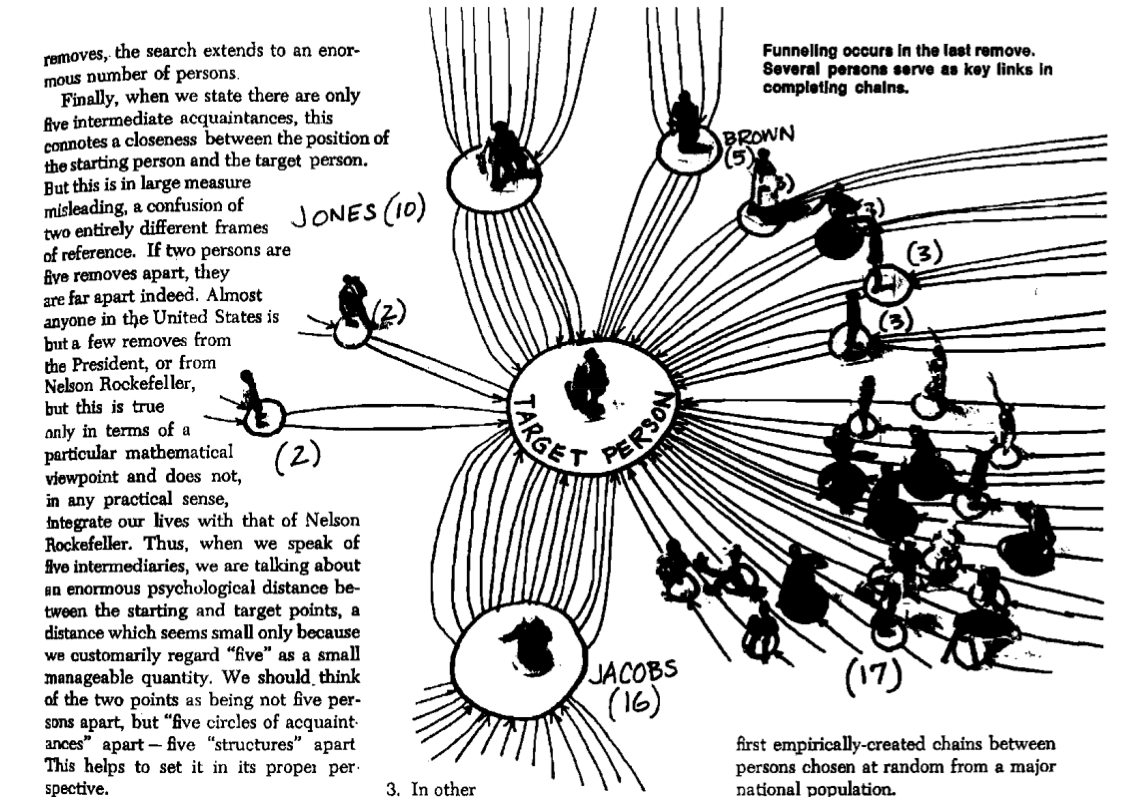 removes, the search extends to an enor-
mous number of persons.
Finally, when we state there are only
five intermediate acquaintances, this
connotes a closeness between the position of
the starting person and the target person.
But this is in large measure
misleading, a confusion of
two entirely different frames
of reference. If two persons are
five removes apart, they
are far apart indeed. Almost
anyone in the United States is
but a few removes from
the President, or from
Nelson Rockefeller,
but this is true
only in terms of a
particular mathematical
viewpoint and does not,
in any practical sense,
integrate our lives with that of Nelson
Rockefeller. Thus, when we speak of
five intermediaries, we are talking about
an enormous psychological distance be-
tween the starting and target points, a
distance which seems small only because
we customarily regard "five" as a small
manageable quantity. We should think
of the two points as being not five per-
sons apart, but "five circles of acquaint-
ances" apart — five "structures" apart
This helps to set it in its proper per-
spective.
Funneling occurs in the last remove.
Several persons serve as key links in
completing chains.
JONES (10)
BROWN
(5)
3)
3)
(3)
(3)
(2)
(2)
TARGET PERSON
JACOBS
(16)
(17)
3. In other
first empirically-created chains between
persons chosen at random from a major
national population.